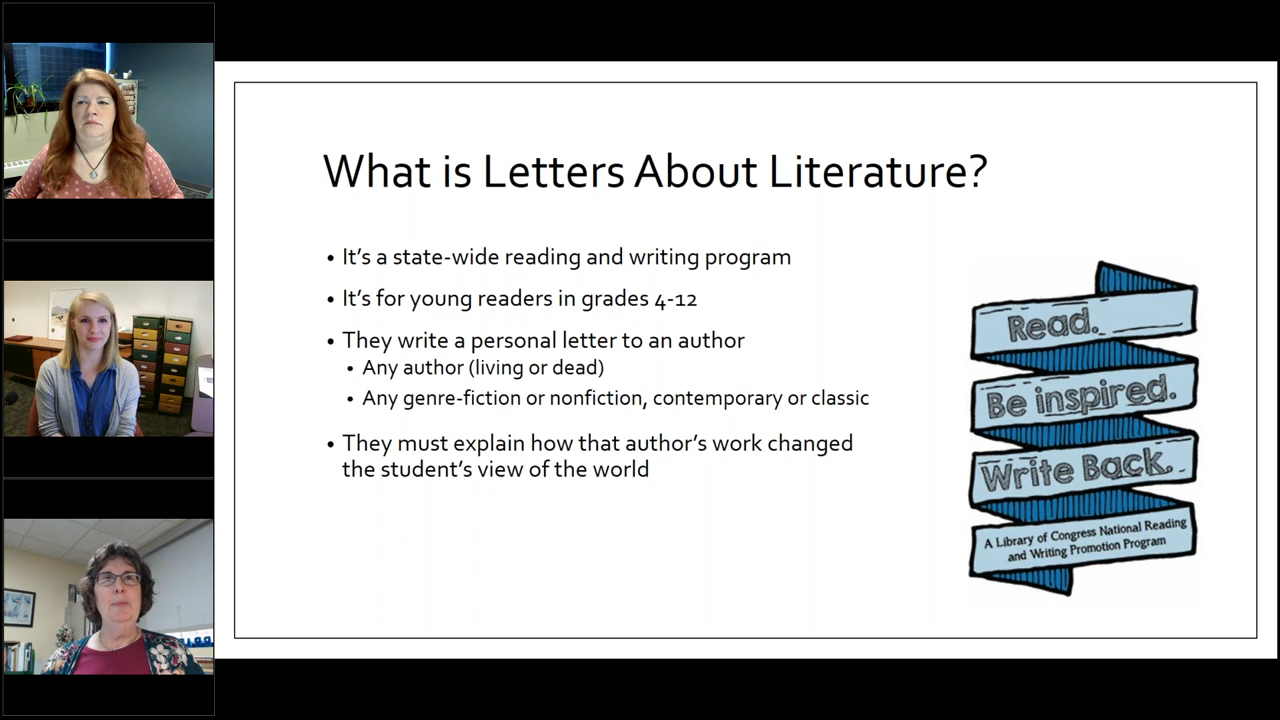 What is Letters About Literature?
• It's a state-wide reading and writing program
• It's for young readers in grades 4-12
• They write a personal letter to an author
• Any author (living or dead)
• Any genre-fiction or nonfiction, contemporary or classic
• They must explain how that author's work changed
the student's view of the world
Read.
Be inspired.
Write Back.
A Library of Congress National Reading
and Writing Promotion Program